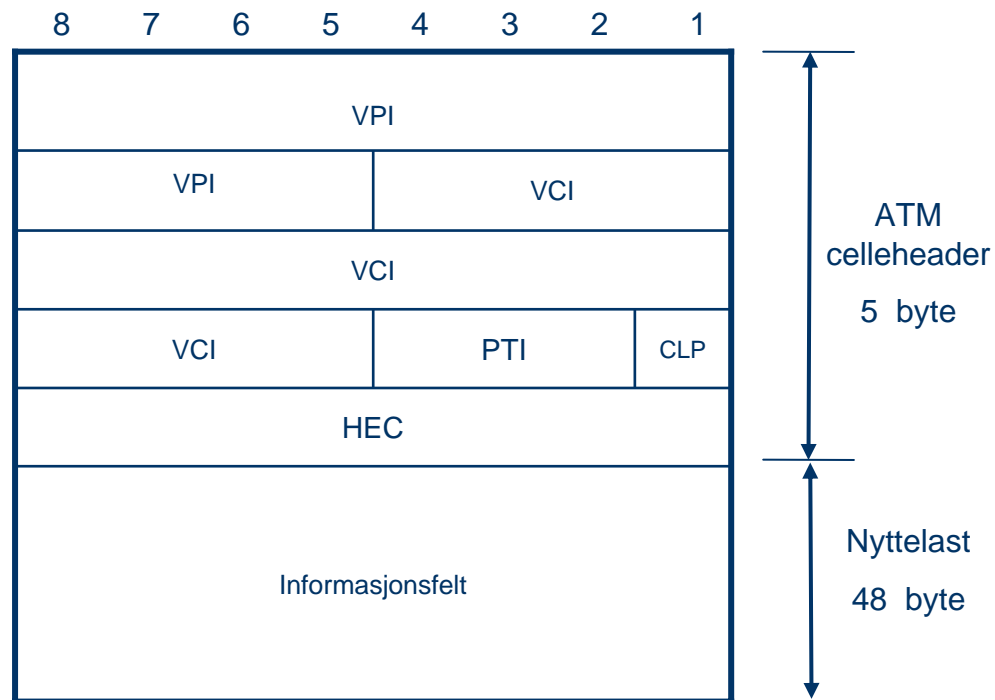 8 7 6 5 4 3 2 1
VPI
VPI VCI
VCI
VCI PTI CLP
HEC
Informasjonsfelt
ATM
celleheader
5 byte
Nyttelast
48 byte